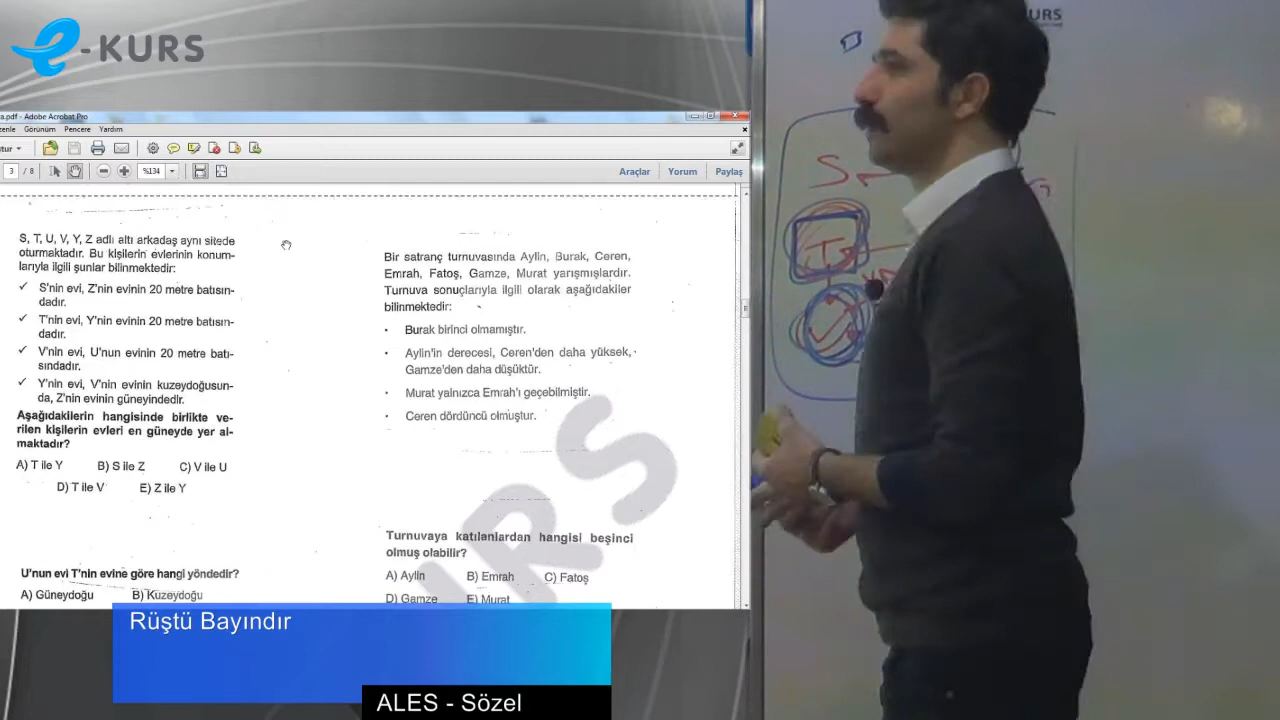 e-KURS
a.pdf - Adobe Acrobat Pro
zenle Görünüm Pencere Yardım
tur
3 / 8 %134 Araçlar Yorum Paylaş
S, T, U, V, Y, Z adlı altı arkadaş aynı sitede
oturmaktadır. Bu kişilerin evlerinin konum-
larıyla ilgili şunlar bilinmektedir:
✓ S'nin evi, Z'nin evinin 20 metre batısın-
dadır.
✓ T'nin evi, Y'nin evinin 20 metre batısın-
dadır.
✓ V'nin evi, U'nun evinin 20 metre batı-
sındadır.
✓ Y'nin evi, V'nin evinin kuzeydoğusun-
da, Z'nin evinin güneyindedir.
Aşağıdakilerin hangisinde birlikte ve-
rilen kişilerin evleri en güneyde yer al-
maktadır?
A) T ile Y B) S ile Z C) V ile U
D) T ile V E) Z ile Y
U'nun evi T'nin evine göre hangi yöndedir?
A) Güneydoğu B) Kuzeydoğu
Bir satranç turnuvasında Aylin, Burak, Ceren,
Emrah, Fatoş, Gamze, Murat yarışmışlardır.
Turnuva sonuçlarıyla ilgili olarak aşağıdakiler
bilinmektedir:
• Burak birinci olmamıştır.
• Aylin'in derecesi, Ceren'den daha yüksek,
Gamze'den daha düşüktür.
• Murat yalnızca Emrah'ı geçebilmiştir.
• Ceren dördüncü olmuştur.
Turnuvaya katılanlardan hangisi beşinci
olmuş olabilir?
A) Aylin B) Emrah C) Fatoş
D) Gamze E) Murat
URS
KURS
S
T
Rüştü Bayındır
ALES - Sözel